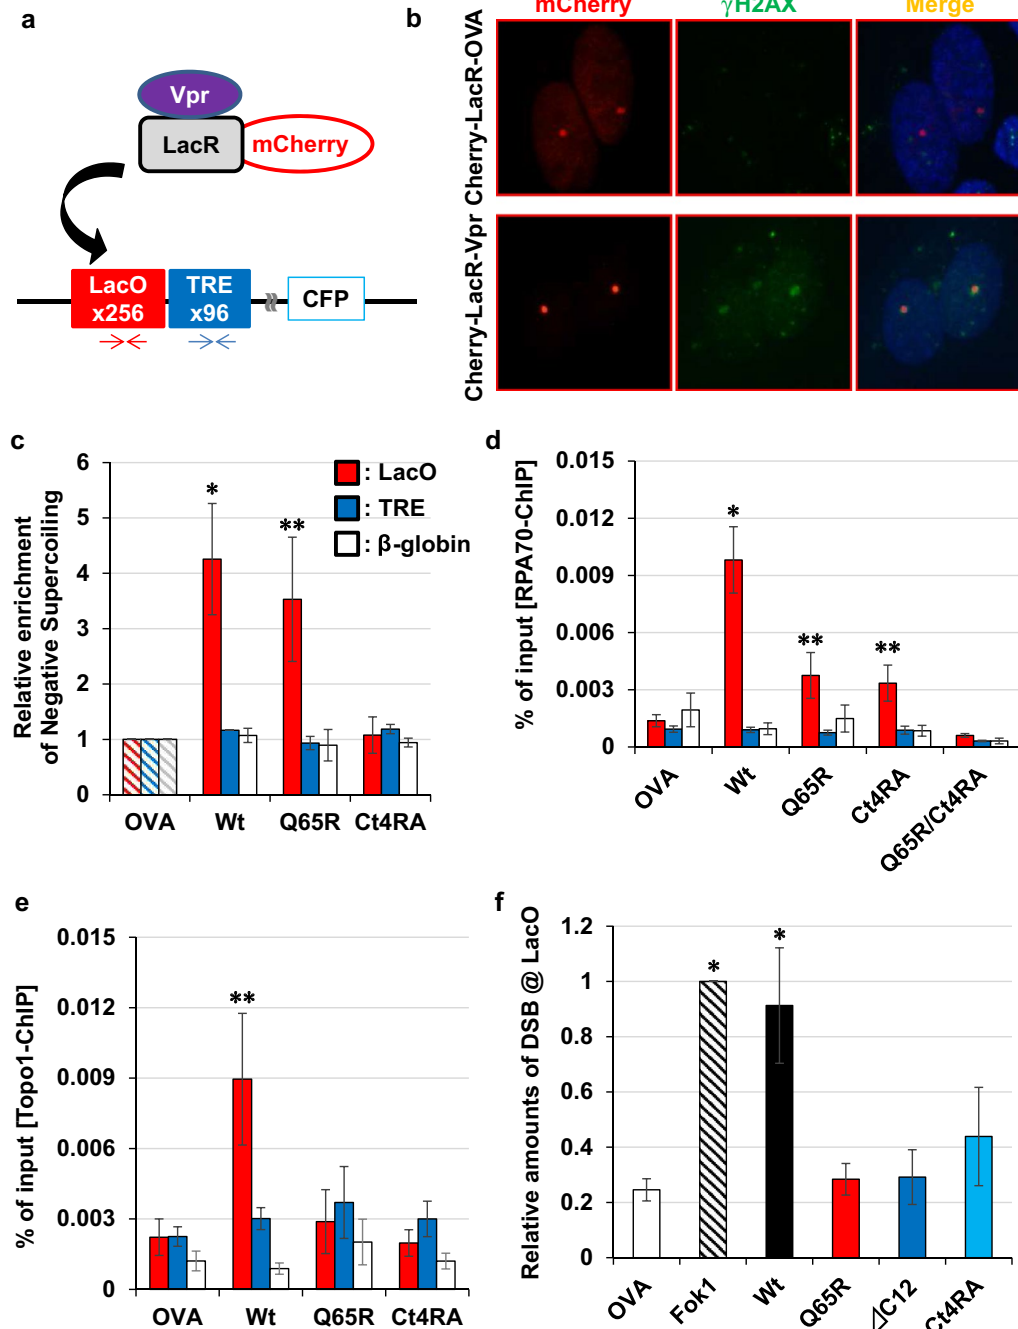 a
Vpr
LacR
mCherry
LacO
x256
TRE
x96
CFP
b
mCherry
γH2AX
Merge
Cherry-LacR-OVA
Cherry-LacR-Vpr
c
Relative enrichment
of Negative Supercoiling
6
5
4
3
2
1
0
*
**
: LacO
: TRE
: β-globin
OVA
Wt
Q65R
Ct4RA
d
% of input [RPA70-ChIP]
0.015
0.012
0.009
0.006
0.003
0
*
**
**
OVA
Wt
Q65R
Ct4RA
Q65R/Ct4RA
e
% of input [Topo1-ChIP]
0.015
0.012
0.009
0.006
0.003
0
**
OVA
Wt
Q65R
Ct4RA
f
Relative amounts of DSB @ LacO
1.2
1
0.8
0.6
0.4
0.2
0
*
*
OVA
Fok1
Wt
Q65R
⊿C12
Ct4RA